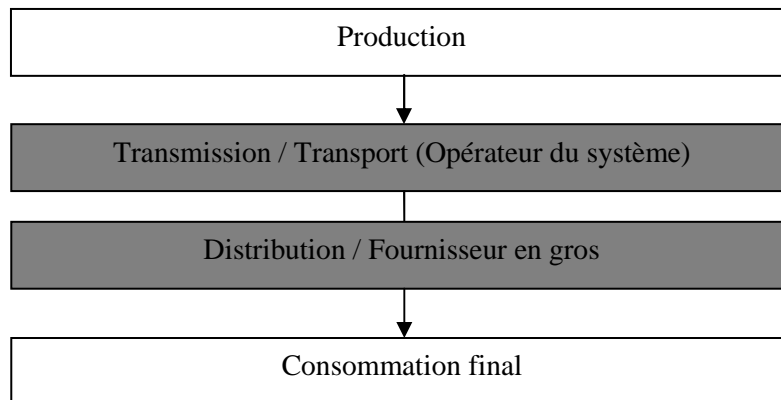 Production
Transmission / Transport (Opérateur du système)
Distribution / Fournisseur en gros
Consommation final